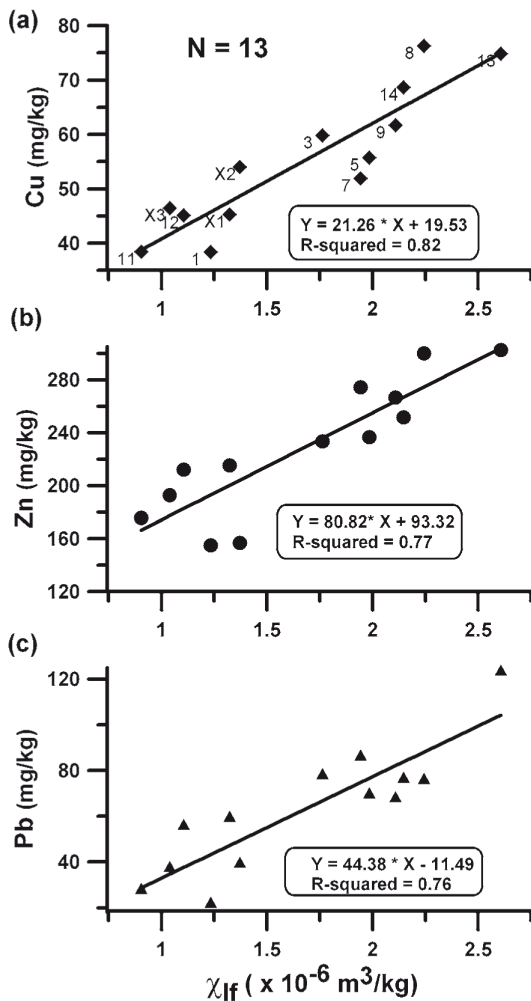 (a)
N = 13
Cu (mg/kg)
80
70
60
50
40
8
13
14
9
3
5
7
X2
X3
12
X1
11
1
Y = 21.26 * X + 19.53
R-squared = 0.82
1
1.5
2
2.5
(b)
Zn (mg/kg)
280
240
200
160
120
Y = 80.82* X + 93.32
R-squared = 0.77
1
1.5
2
2.5
(c)
Pb (mg/kg)
120
80
40
Y = 44.38 * X - 11.49
R-squared = 0.76
1
1.5
2
2.5
χlf ( x 10⁻⁶ m³/kg)